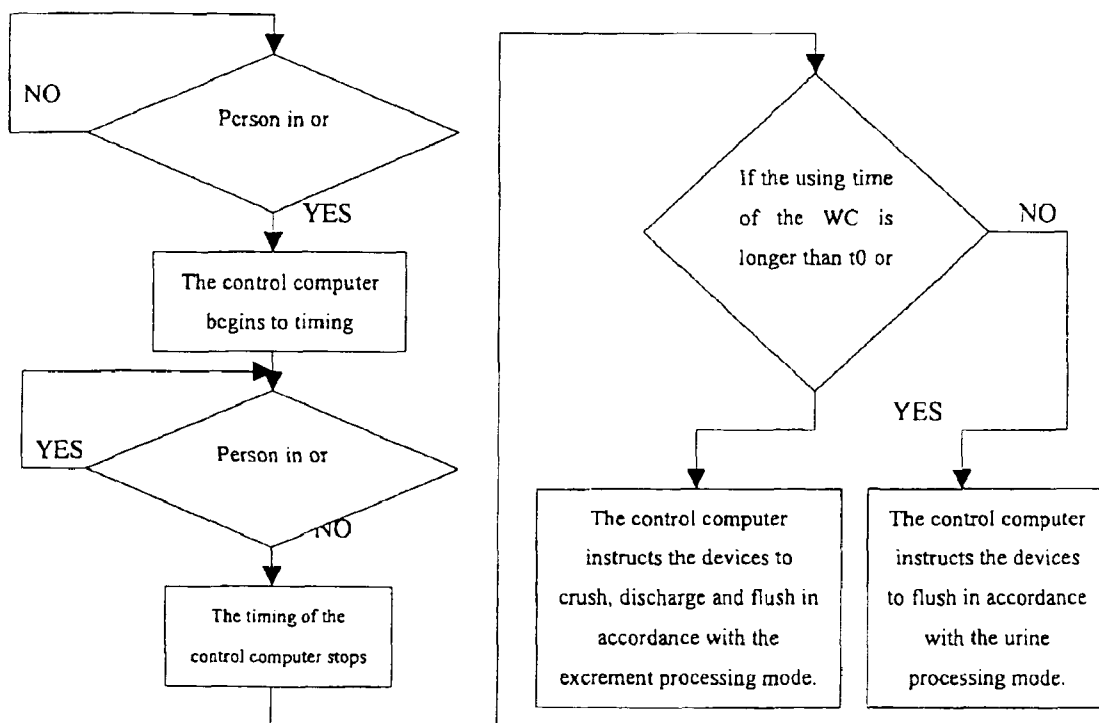 NO
Person in or
YES
The control computer
begins to timing
YES
Person in or
NO
The timing of the
control computer stops
If the using time
of the WC is
longer than t0 or
NO
YES
The control computer
instructs the devices to
crush, discharge and flush in
accordance with the
excrement processing mode.
The control computer
instructs the devices
to flush in accordance
with the urine
processing mode.